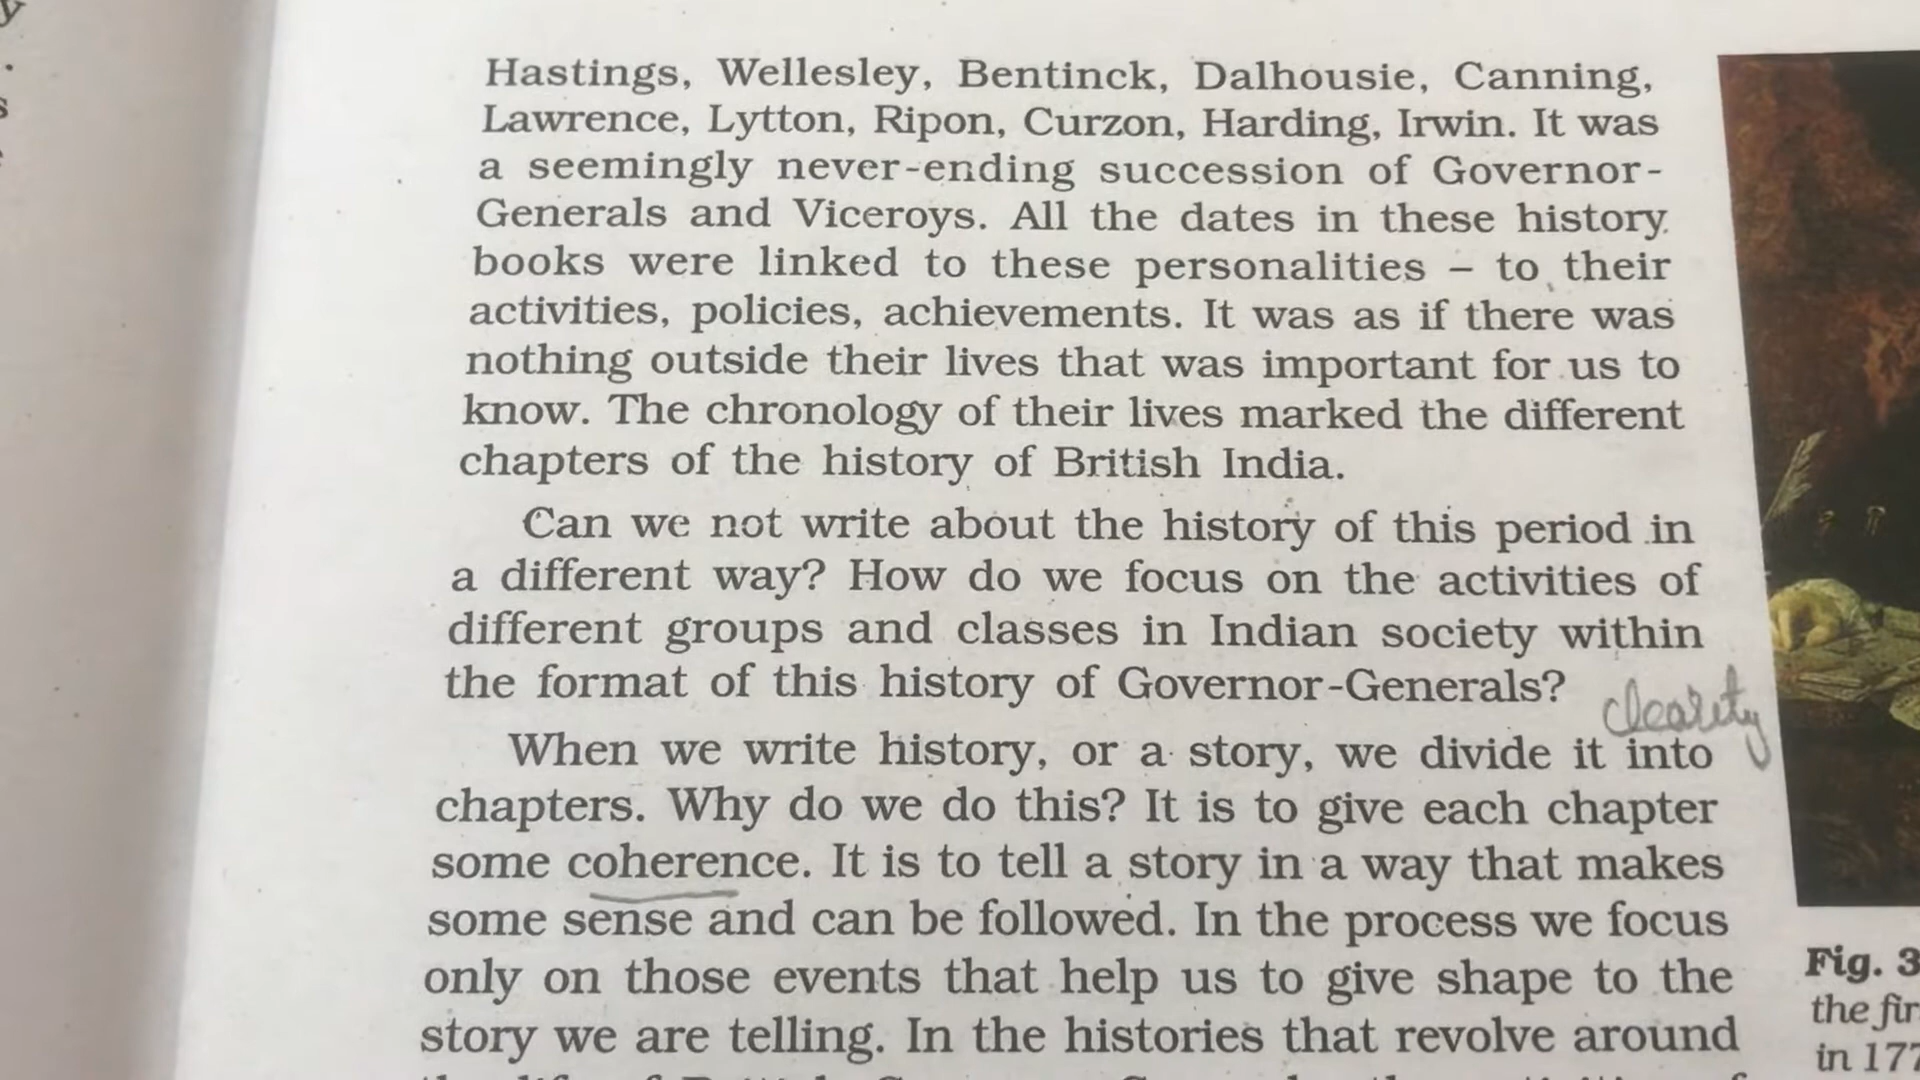 Hastings, Wellesley, Bentinck, Dalhousie, Canning,
Lawrence, Lytton, Ripon, Curzon, Harding, Irwin. It was
a seemingly never-ending succession of Governor-
Generals and Viceroys. All the dates in these history
books were linked to these personalities – to their
activities, policies, achievements. It was as if there was
nothing outside their lives that was important for us to
know. The chronology of their lives marked the different
chapters of the history of British India.
Can we not write about the history of this period in
a different way? How do we focus on the activities of
different groups and classes in Indian society within
the format of this history of Governor-Generals?
clearity
When we write history, or a story, we divide it into
chapters. Why do we do this? It is to give each chapter
some coherence. It is to tell a story in a way that makes
some sense and can be followed. In the process we focus
only on those events that help us to give shape to the
story we are telling. In the histories that revolve around
Fig. 3
the fir
in 177